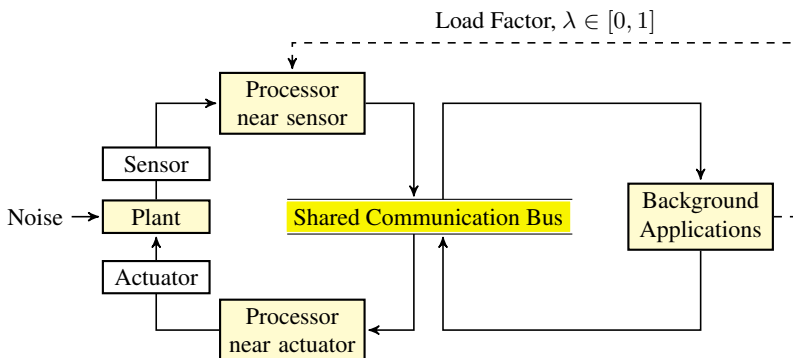 Load Factor, λ ∈ [0, 1]
Processor
near sensor
Sensor
Noise
Plant
Shared Communication Bus
Background
Applications
Actuator
Processor
near actuator